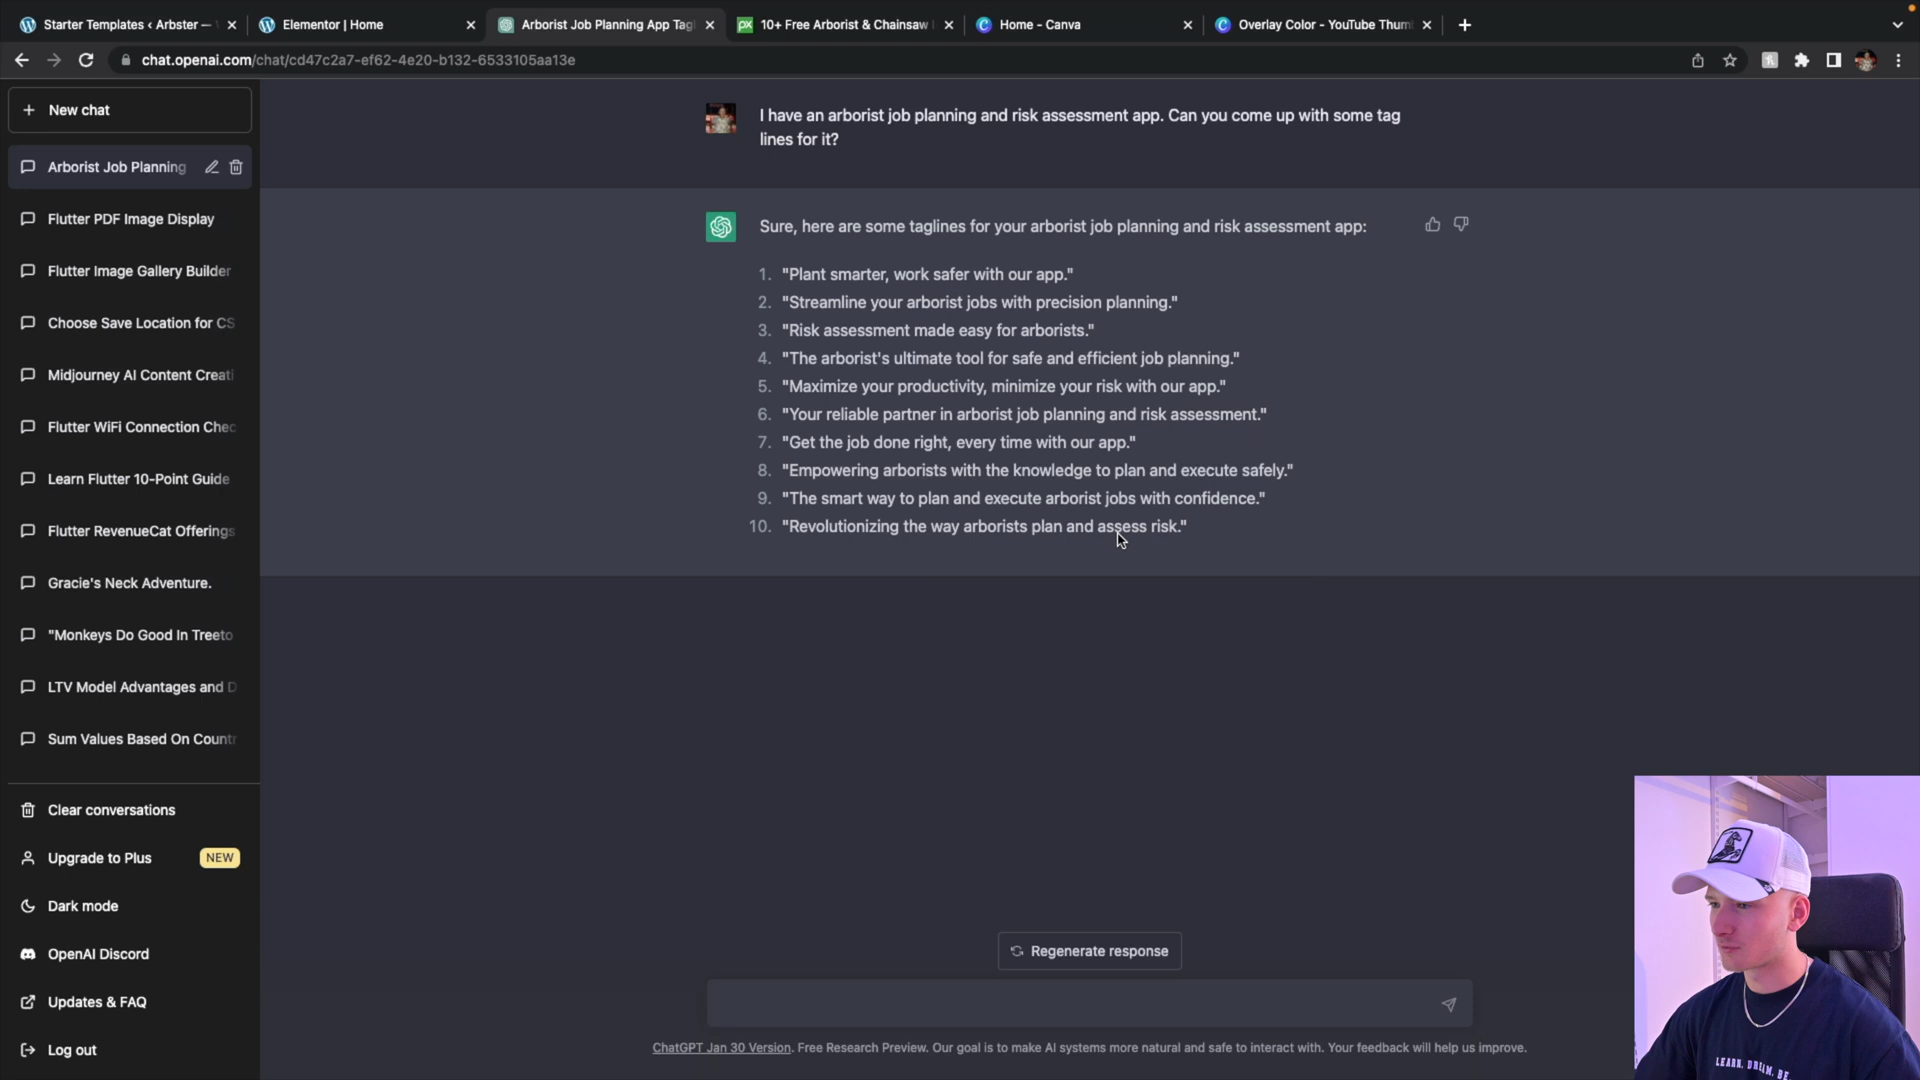 Starter Templates ‹ Arbster —
Elementor | Home
Arborist Job Planning App Tag
10+ Free Arborist & Chainsaw
Home - Canva
Overlay Color - YouTube Thum
chat.openai.com/chat/cd47c2a7-ef62-4e20-b132-6533105aa13e
New chat
Arborist Job Planning
Flutter PDF Image Display
Flutter Image Gallery Builder
Choose Save Location for CS
Midjourney AI Content Creati
Flutter WiFi Connection Chec
Learn Flutter 10-Point Guide
Flutter RevenueCat Offerings
Gracie's Neck Adventure.
"Monkeys Do Good In Treeto
LTV Model Advantages and D
Sum Values Based On Countr
Clear conversations
Upgrade to Plus NEW
Dark mode
OpenAI Discord
Updates & FAQ
Log out
I have an arborist job planning and risk assessment app. Can you come up with some tag
lines for it?
Sure, here are some taglines for your arborist job planning and risk assessment app:
1. "Plant smarter, work safer with our app."
2. "Streamline your arborist jobs with precision planning."
3. "Risk assessment made easy for arborists."
4. "The arborist's ultimate tool for safe and efficient job planning."
5. "Maximize your productivity, minimize your risk with our app."
6. "Your reliable partner in arborist job planning and risk assessment."
7. "Get the job done right, every time with our app."
8. "Empowering arborists with the knowledge to plan and execute safely."
9. "The smart way to plan and execute arborist jobs with confidence."
10. "Revolutionizing the way arborists plan and assess risk."
Regenerate response
ChatGPT Jan 30 Version. Free Research Preview. Our goal is to make AI systems more natural and safe to interact with. Your feedback will help us improve.
LEARN. DREAM. BE